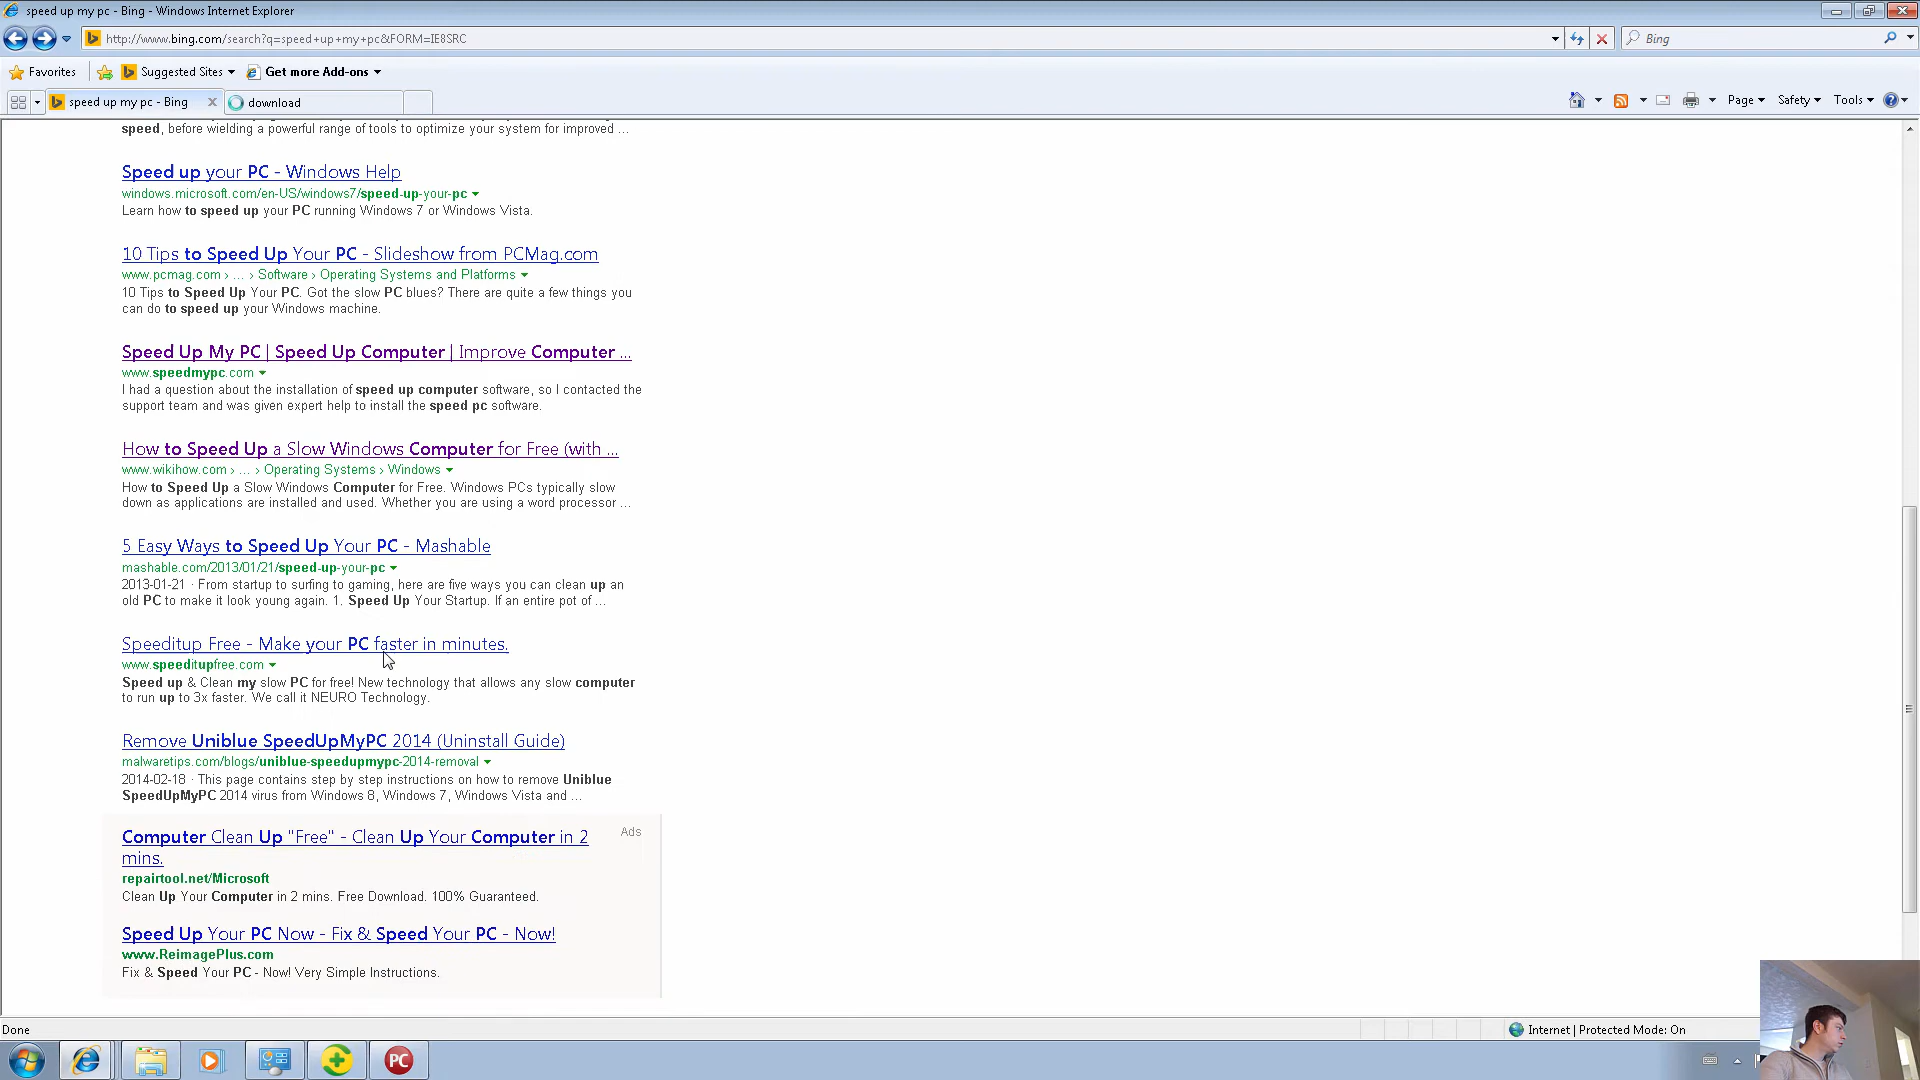 speed up my pc - Bing - Windows Internet Explorer
http://www.bing.com/search?q=speed+up+my+pc&FORM=IE8SRC
Bing
Favorites Suggested Sites Get more Add-ons
speed up my pc - Bing download Page Safety Tools
speed, before wielding a powerful range of tools to optimize your system for improved ...
Speed up your PC - Windows Help
windows.microsoft.com/en-US/windows7/speed-up-your-pc
Learn how to speed up your PC running Windows 7 or Windows Vista.
10 Tips to Speed Up Your PC - Slideshow from PCMag.com
www.pcmag.com › ... › Software › Operating Systems and Platforms
10 Tips to Speed Up Your PC. Got the slow PC blues? There are quite a few things you
can do to speed up your Windows machine.
Speed Up My PC | Speed Up Computer | Improve Computer ...
www.speedmypc.com
I had a question about the installation of speed up computer software, so I contacted the
support team and was given expert help to install the speed pc software.
How to Speed Up a Slow Windows Computer for Free (with ...
www.wikihow.com › ... › Operating Systems › Windows
How to Speed Up a Slow Windows Computer for Free. Windows PCs typically slow
down as applications are installed and used. Whether you are using a word processor ...
5 Easy Ways to Speed Up Your PC - Mashable
mashable.com/2013/01/21/speed-up-your-pc
2013-01-21 · From startup to surfing to gaming, here are five ways you can clean up an
old PC to make it look young again. 1. Speed Up Your Startup. If an entire pot of ...
Speeditup Free - Make your PC faster in minutes.
www.speeditupfree.com
Speed up & Clean my slow PC for free! New technology that allows any slow computer
to run up to 3x faster. We call it NEURO Technology.
Remove Uniblue SpeedUpMyPC 2014 (Uninstall Guide)
malwaretips.com/blogs/uniblue-speedupmypc-2014-removal
2014-02-18 · This page contains step by step instructions on how to remove Uniblue
SpeedUpMyPC 2014 virus from Windows 8, Windows 7, Windows Vista and ...
Computer Clean Up "Free" - Clean Up Your Computer in 2 Ads
mins.
repairtool.net/Microsoft
Clean Up Your Computer in 2 mins. Free Download. 100% Guaranteed.
Speed Up Your PC Now - Fix & Speed Your PC - Now!
www.ReimagePlus.com
Fix & Speed Your PC - Now! Very Simple Instructions.
Done Internet | Protected Mode: On
PC